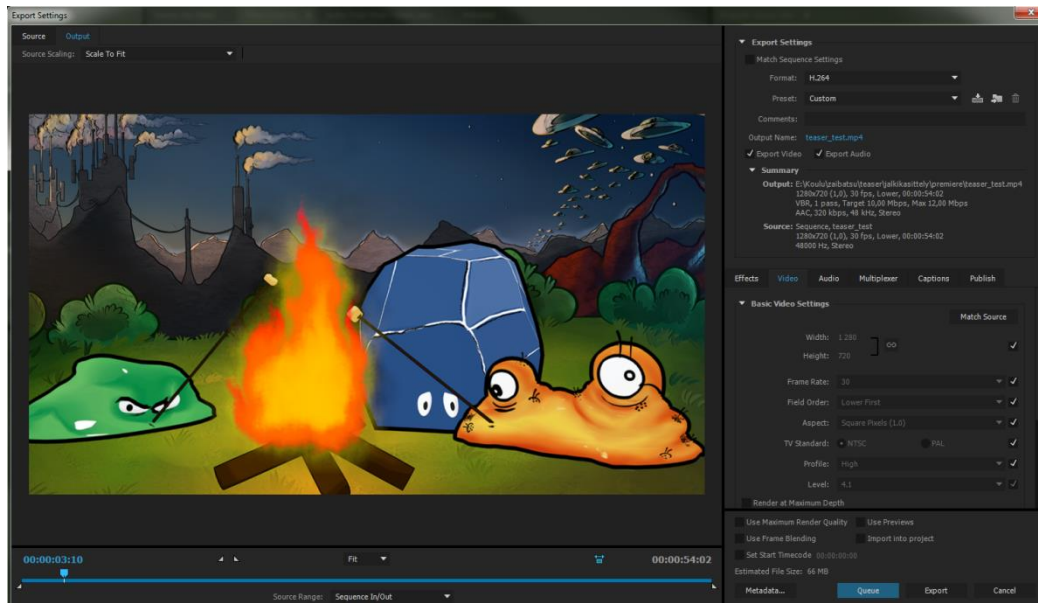 Export Settings
Source Output
Source Scaling: Scale To Fit
Export Settings
Match Sequence Settings
Format: H.264
Preset: Custom
Comments:
Output Name: teaser_test.mp4
Export Video Export Audio
Summary
Output: E:\Koulu\zaibatsu\teaser\jalkikasittely\premiere\teaser_test.mp4
1280x720 (1,0), 30 fps, Lower, 00:00:54:02
VBR, 1 pass, Target 10,00 Mbps, Max 12,00 Mbps
AAC, 320 kbps, 48 kHz, Stereo
Source: Sequence, teaser_test
1280x720 (1,0), 30 fps, Lower, 00:00:54:02
48000 Hz, Stereo
Effects Video Audio Multiplexer Captions Publish
Basic Video Settings
Match Source
Width: 1 280
Height: 720
Frame Rate: 30
Field Order: Lower First
Aspect: Square Pixels (1.0)
TV Standard: NTSC PAL
Profile: High
Level: 4.1
Render at Maximum Depth
Use Maximum Render Quality Use Previews
Use Frame Blending Import into project
Set Start Timecode 00:00:00:00
Estimated File Size: 66 MB
Metadata... Queue Export Cancel
00:00:03:10 Fit 00:00:54:02
Source Range: Sequence In/Out